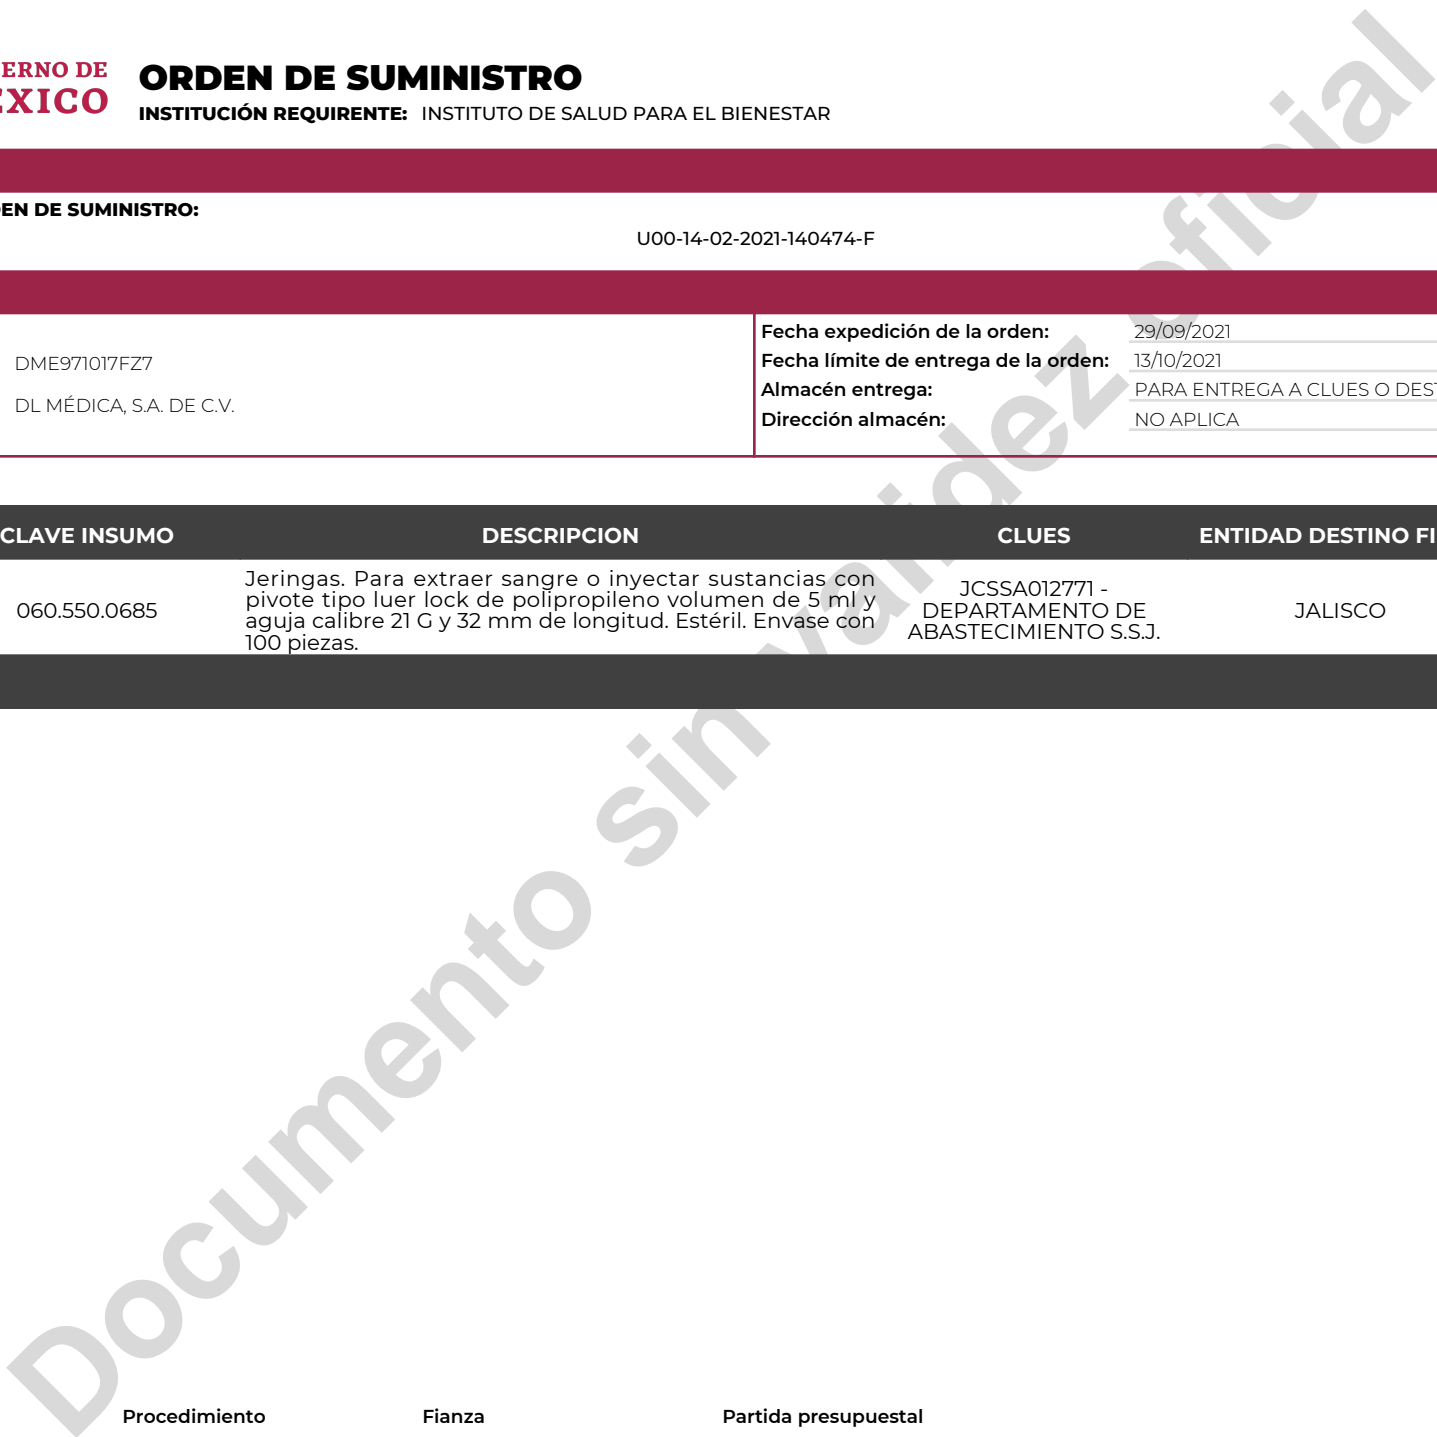 ERNO DE
ÉXICO
ORDEN DE SUMINISTRO
INSTITUCIÓN REQUIRENTE: INSTITUTO DE SALUD PARA EL BIENESTAR
EN DE SUMINISTRO:
U00-14-02-2021-140474-F
DME971017FZ7
DL MÉDICA, S.A. DE C.V.
Fecha expedición de la orden: 29/09/2021
Fecha límite de entrega de la orden: 13/10/2021
Almacén entrega: PARA ENTREGA A CLUES O DEST
Dirección almacén: NO APLICA
CLAVE INSUMO DESCRIPCION CLUES ENTIDAD DESTINO FI
060.550.0685
Jeringas. Para extraer sangre o inyectar sustancias con
pivote tipo luer lock de polipropileno volumen de 5 ml y
aguja calibre 21 G y 32 mm de longitud. Estéril. Envase con
100 piezas.
JCSSA012771 -
DEPARTAMENTO DE
ABASTECIMIENTO S.S.J.
JALISCO
Documento sin validez oficial
Procedimiento Fianza Partida presupuestal